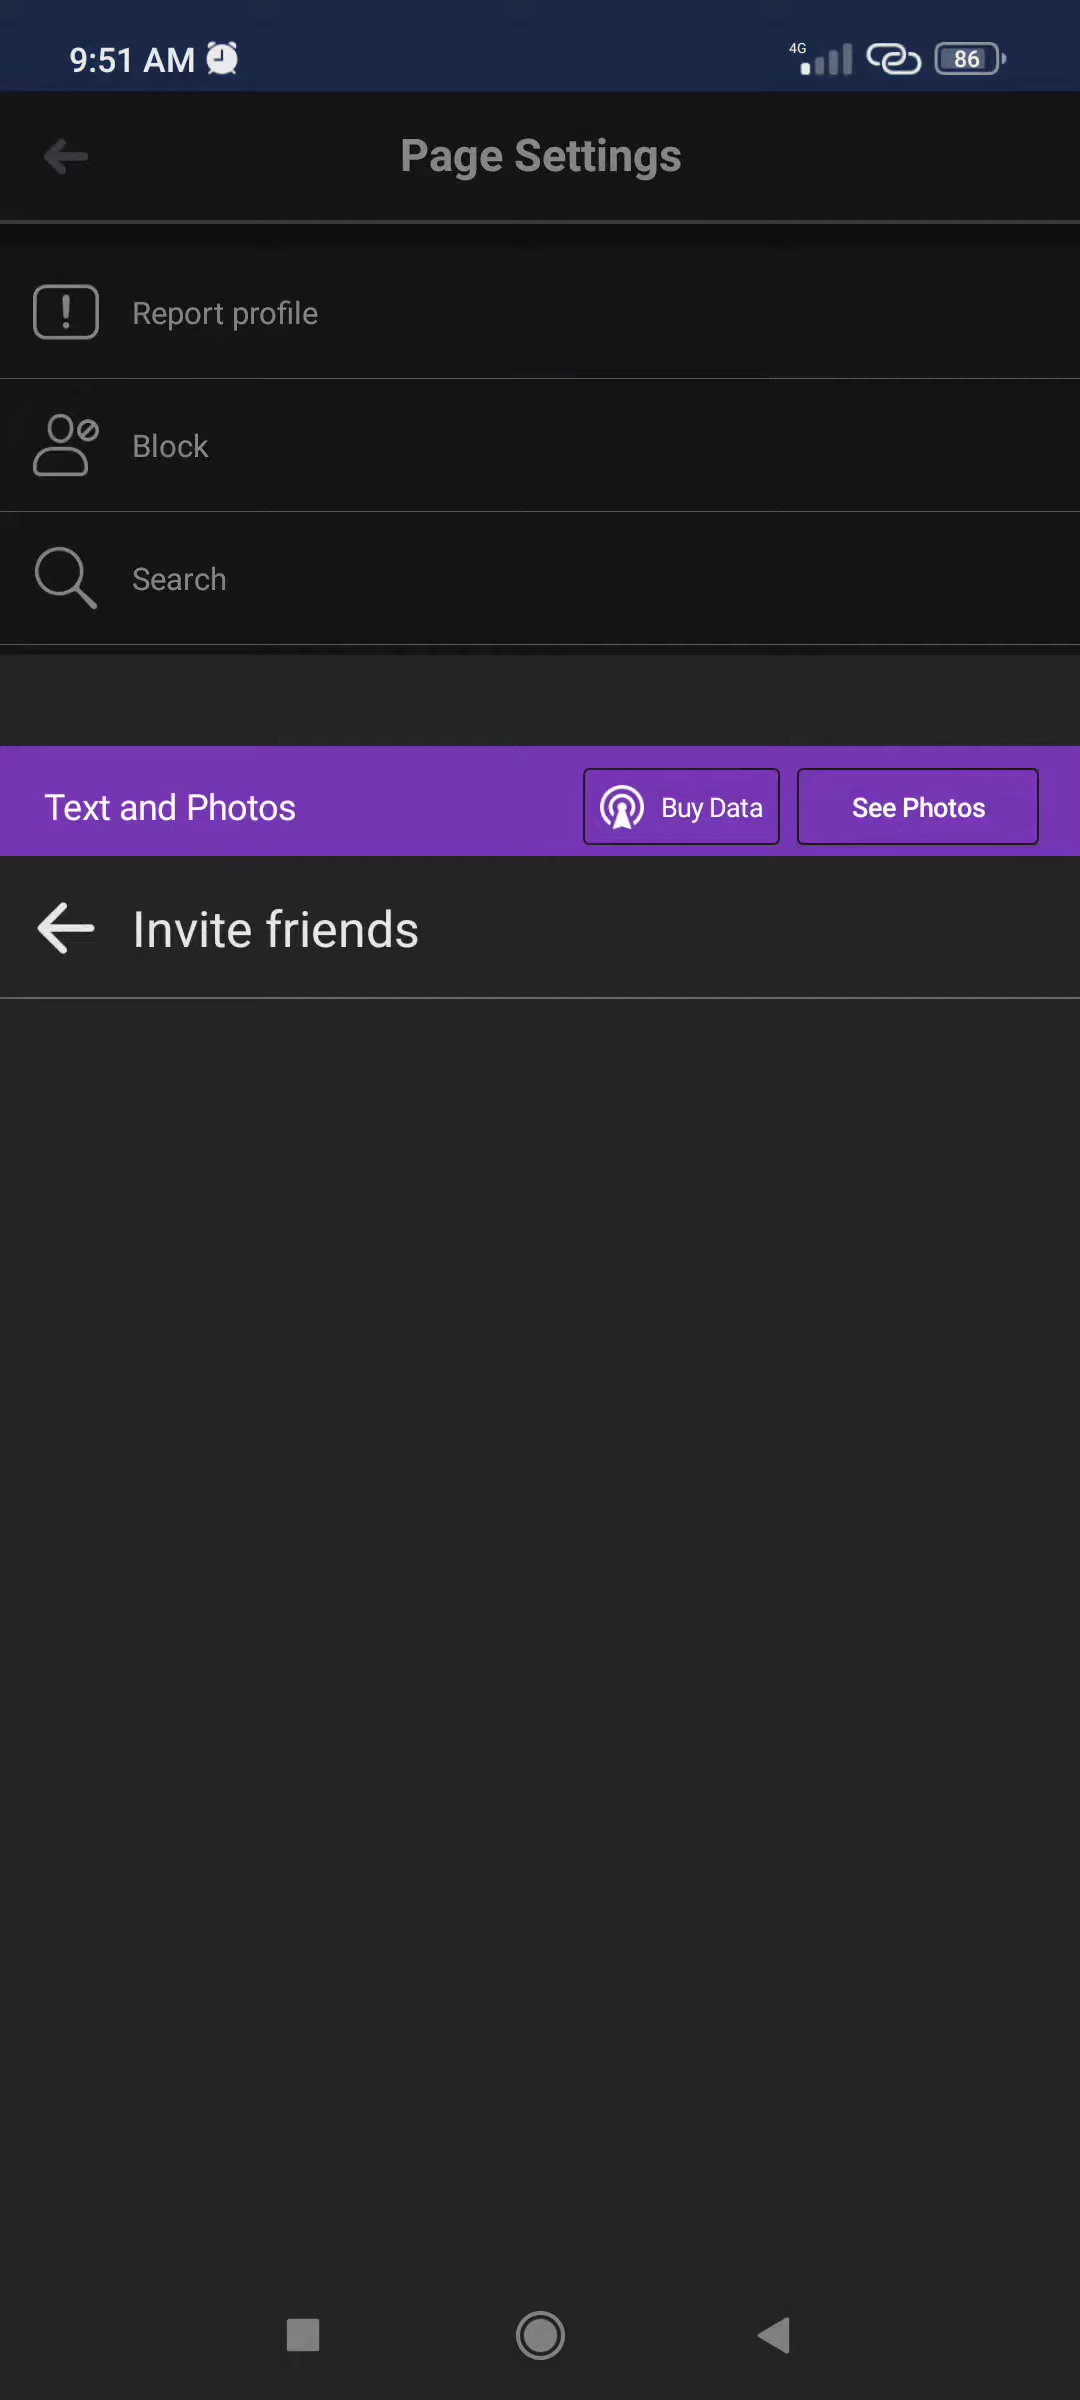 9:51 AM
4G
86
Page Settings
Report profile
Block
Search
Text and Photos
Buy Data
See Photos
Invite friends